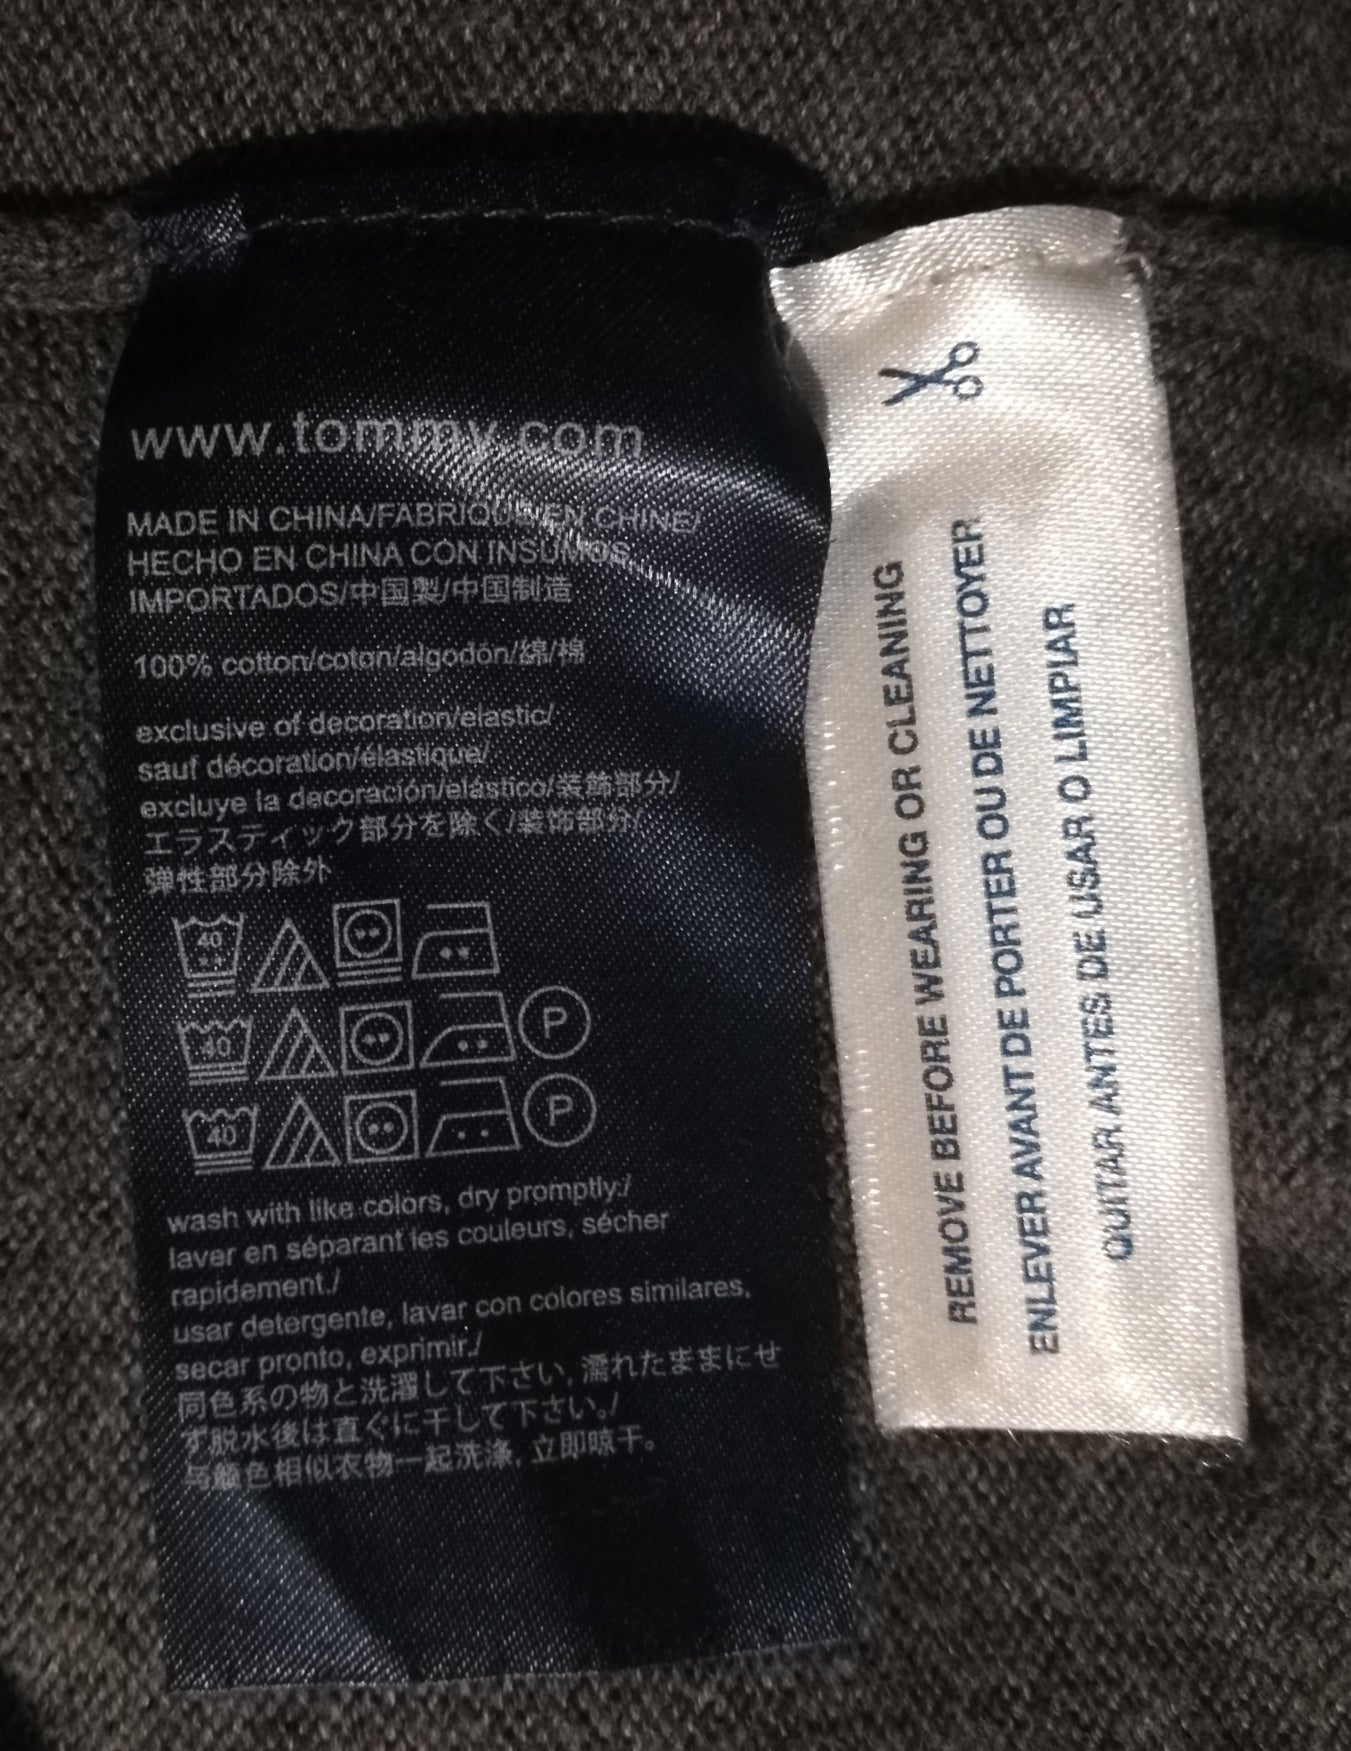 www.tommy.com
MADE IN CHINA/FABRIQUÉ EN CHINE/
HECHO EN CHINA CON INSUMOS
IMPORTADOS/中国製/中国制造
100% cotton/coton/algodón/綿/棉
exclusive of decoration/elastic/
sauf décoration/élastique/
excluye la decoración/elástico/装飾部分/
エラスティック部分を除く/装饰部分/
弹性部分除外
40
40 P
40 P
wash with like colors, dry promptly./
laver en séparant les couleurs, sécher
rapidement./
usar detergente, lavar con colores similares,
secar pronto, exprimir./
同色系の物と洗濯して下さい, 濡れたままにせ
ず脱水後は直ぐに干して下さい。/
与颜色相似衣物一起洗涤, 立即晾干。
REMOVE BEFORE WEARING OR CLEANING
ENLEVER AVANT DE PORTER OU DE NETTOYER
QUITAR ANTES DE USAR O LIMPIAR